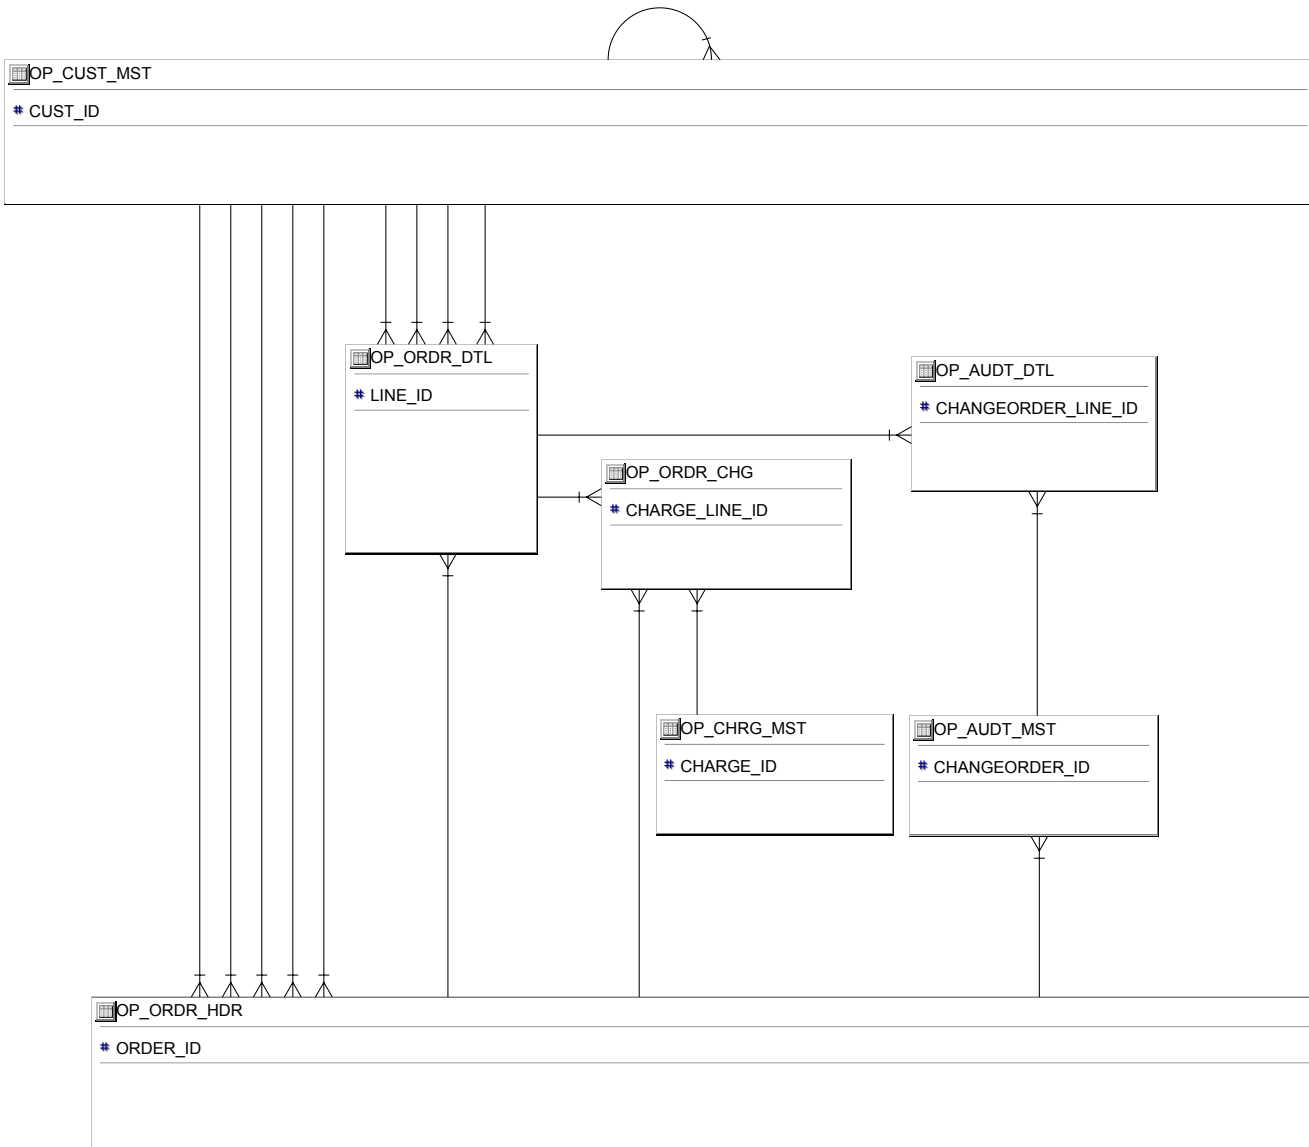 OP_CUST_MST
# CUST_ID
OP_ORDR_DTL
# LINE_ID
OP_AUDT_DTL
# CHANGEORDER_LINE_ID
OP_ORDR_CHG
# CHARGE_LINE_ID
OP_CHRG_MST
# CHARGE_ID
OP_AUDT_MST
# CHANGEORDER_ID
OP_ORDR_HDR
# ORDER_ID